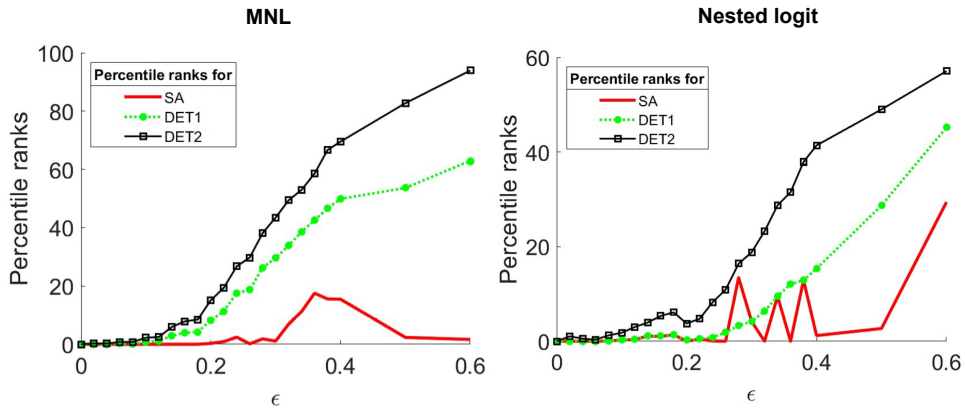 MNL
Percentile ranks
100
80
60
40
20
0
Percentile ranks for
SA
DET1
DET2
0
0.2
0.4
0.6
ϵ
Nested logit
Percentile ranks
60
40
20
0
Percentile ranks for
SA
DET1
DET2
0
0.2
0.4
0.6
ϵ